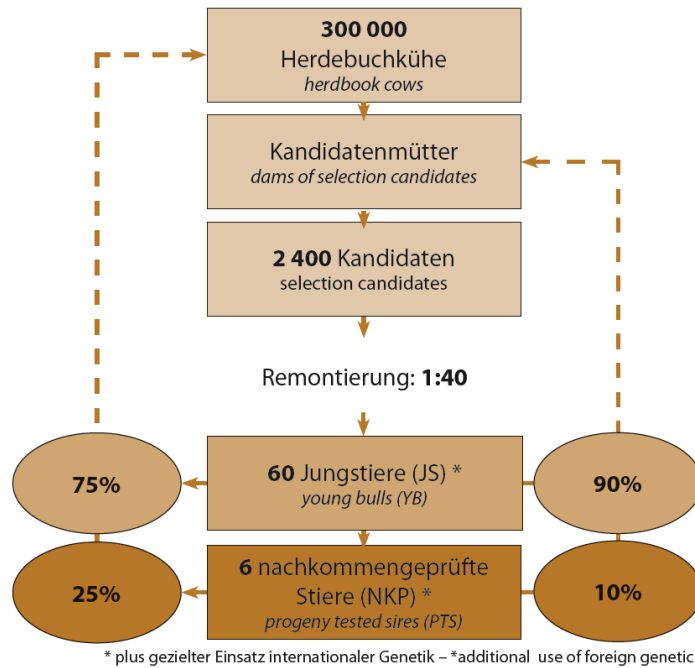 300 000
Herdebuchkühe
herdbook cows
Kandidatenmütter
dams of selection candidates
2 400 Kandidaten
selection candidates
Remontierung: 1:40
75%
60 Jungstiere (JS) *
young bulls (YB)
90%
25%
6 nachkommengeprüfte
Stiere (NKP) *
progeny tested sires (PTS)
10%
* plus gezielter Einsatz internationaler Genetik – *additional use of foreign genetic